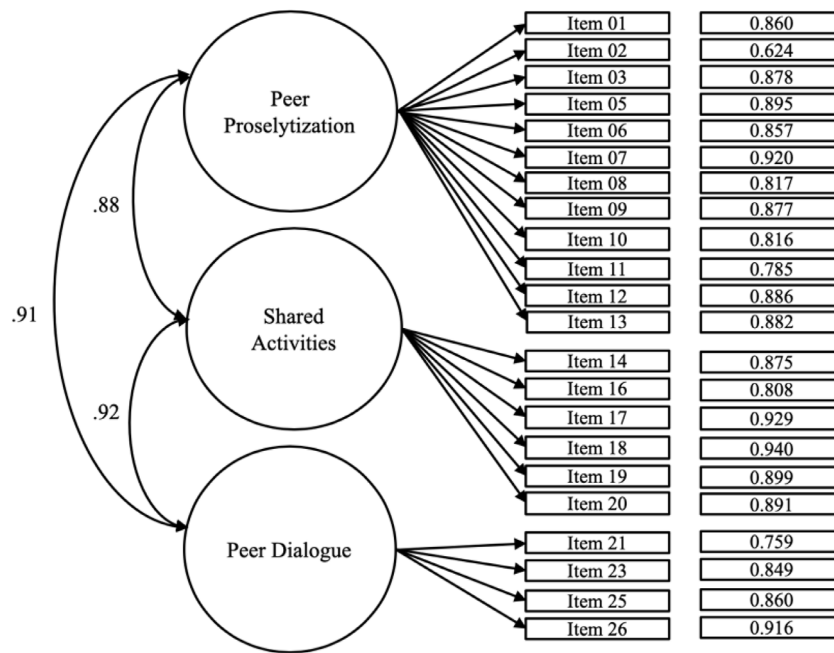 Peer
Proselytization
Shared
Activities
Peer Dialogue
.88
.91
.92
Item 01 0.860
Item 02 0.624
Item 03 0.878
Item 05 0.895
Item 06 0.857
Item 07 0.920
Item 08 0.817
Item 09 0.877
Item 10 0.816
Item 11 0.785
Item 12 0.886
Item 13 0.882
Item 14 0.875
Item 16 0.808
Item 17 0.929
Item 18 0.940
Item 19 0.899
Item 20 0.891
Item 21 0.759
Item 23 0.849
Item 25 0.860
Item 26 0.916